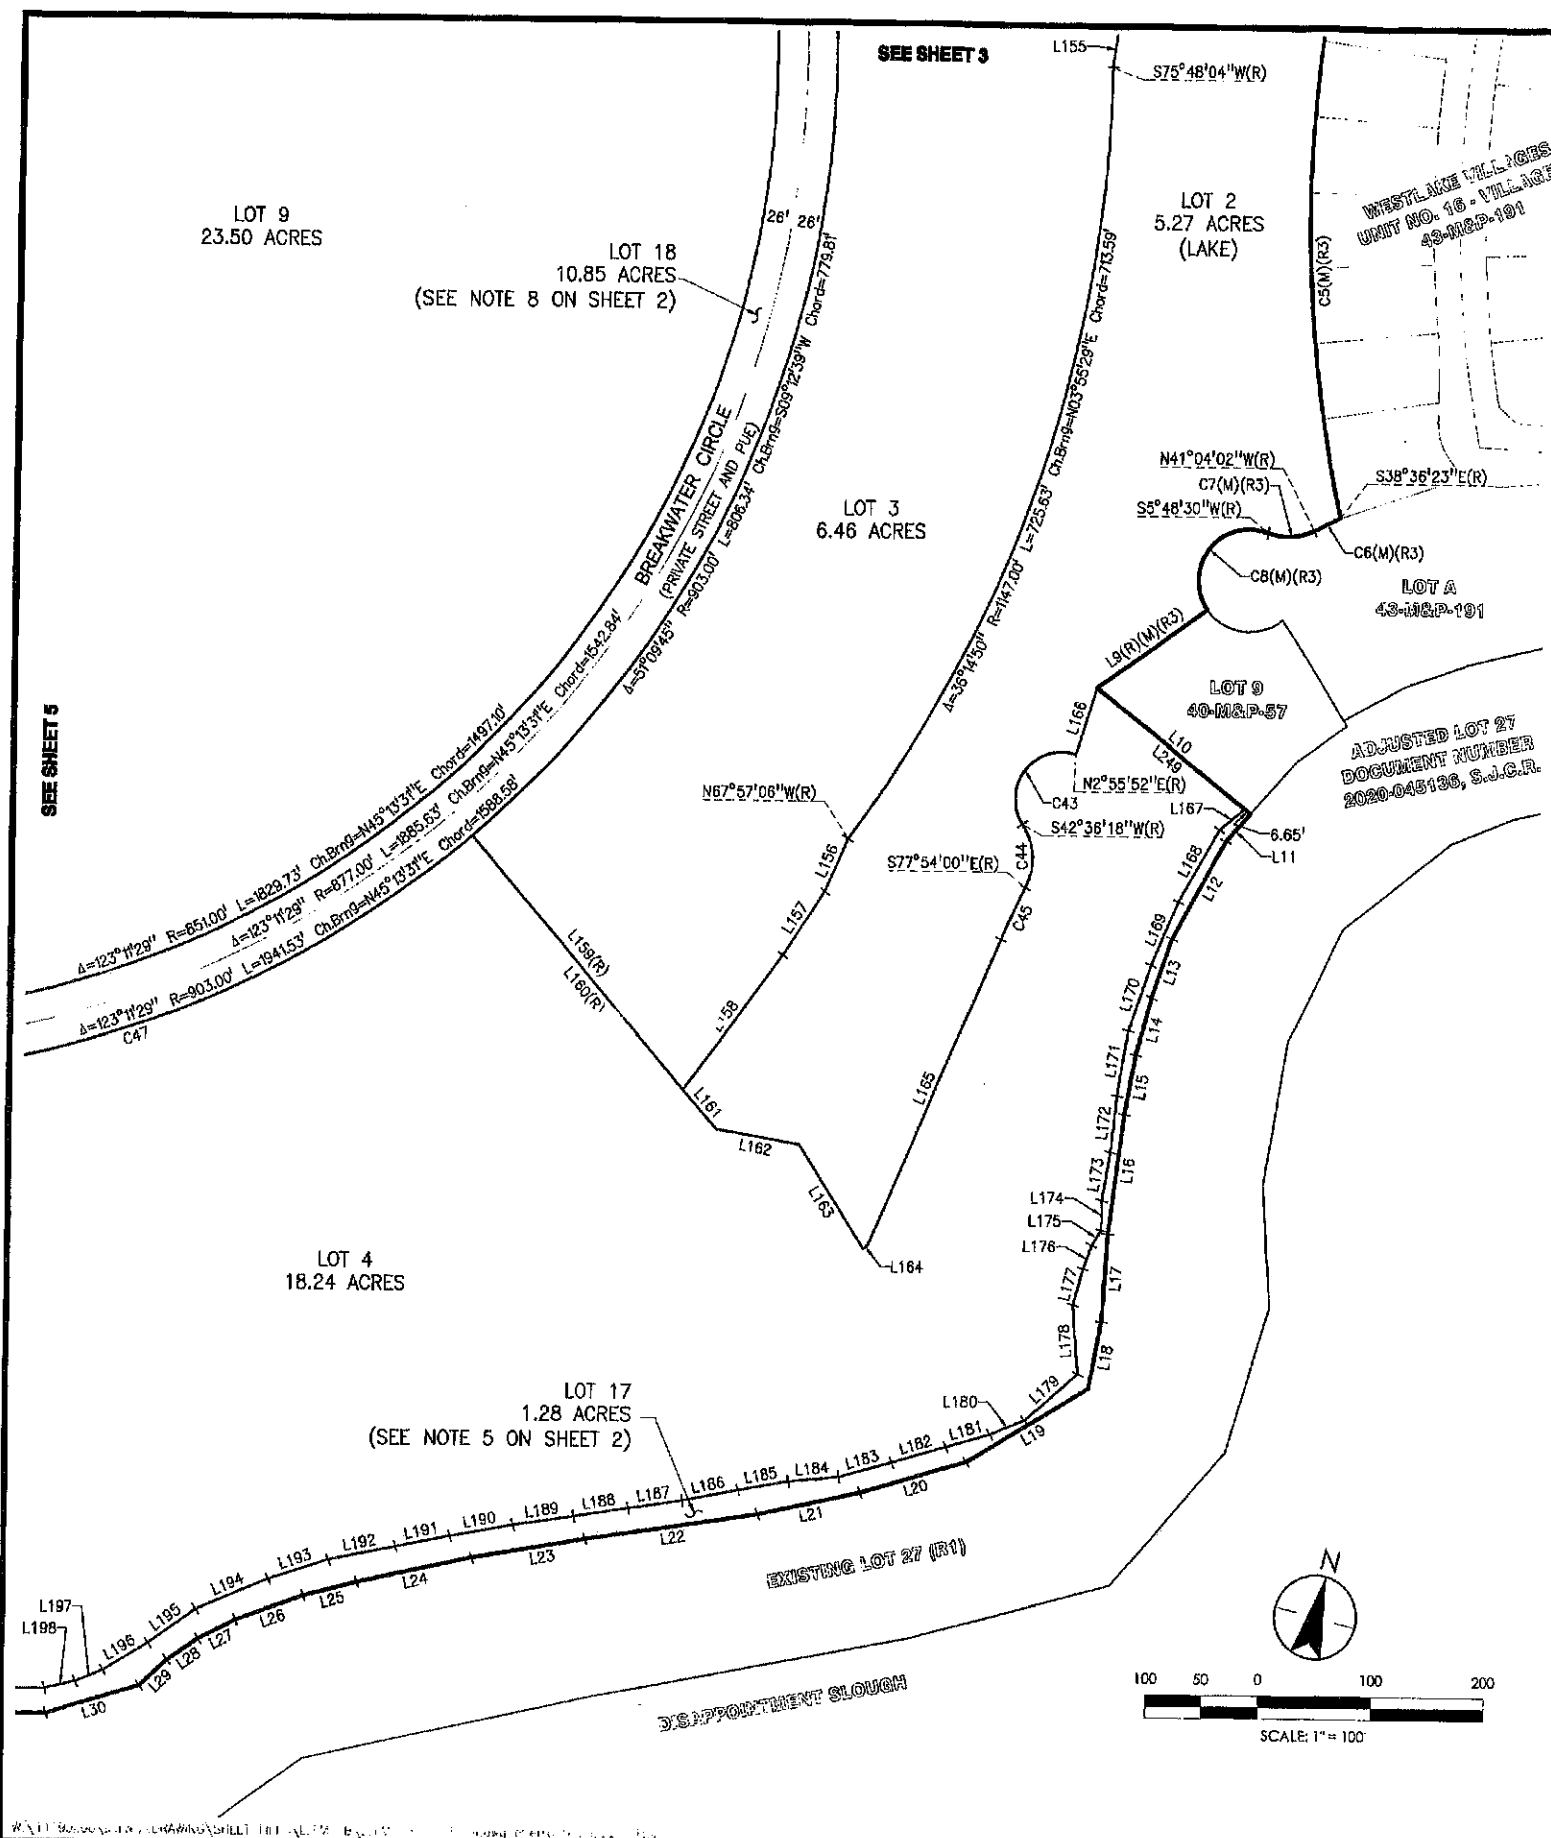 SEE SHEET 3
L155
S75°48'04"W(R)
WESTLAKE VILLAGES
UNIT NO. 16 - VILLAGE
43-M&P-191
LOT 9
23.50 ACRES
LOT 18
10.85 ACRES
(SEE NOTE 8 ON SHEET 2)
26' 26'
LOT 2
5.27 ACRES
(LAKE)
C5(M)(R3)
BREAKWATER CIRCLE
(PRIVATE STREET AND PUE)
Δ=51°09'45" R=903.00' L=806.34' Ch.Brng=S09°12'39"W Chord=779.81'
Δ=36°14'50" R=1147.00' L=725.63' Ch.Brng=N03°55'29"E Chord=713.59'
LOT 3
6.46 ACRES
N41°04'02"W(R)
C7(M)(R3)
S5°48'30"W(R)
S38°36'23"E(R)
C6(M)(R3)
C8(M)(R3)
LOT A
43-M&P-191
L9(R)(M)(R3)
LOT 9
40-M&P-57
ADJUSTED LOT 27
DOCUMENT NUMBER
2020-045136, S.J.C.R.
SEE SHEET 5
L166
L10
L249
N67°57'06"W(R)
C43
N2°55'52"E(R)
S42°36'18"W(R)
L167
6.65'
L11
S77°54'00"E(R)
C44
C45
L168
L12
L156
L157
L158
L169
L13
L170
L14
L171
L15
L172
L16
L173
L174
L175
L176
L177
L17
L178
L18
L179
Δ=123°11'29" R=851.00' L=1829.73' Ch.Brng=N45°13'31"E Chord=1497.10'
Δ=123°11'29" R=877.00' L=1885.63' Ch.Brng=N45°13'31"E Chord=1542.84'
Δ=123°11'29" R=903.00' L=1941.53' Ch.Brng=N45°13'31"E Chord=1588.58'
C47
L159(R)
L160(R)
L161
L162
L163
L164
L165
LOT 4
18.24 ACRES
LOT 17
1.28 ACRES
(SEE NOTE 5 ON SHEET 2)
L180
L181
L182
L183
L184
L185
L186
L187
L188
L189
L190
L191
L192
L193
L194
L195
L196
L197
L198
L19
L20
L21
L22
L23
L24
L25
L26
L27
L28
L29
L30
EXISTING LOT 27 (R1)
DISAPPOINTMENT SLOUGH
N
100 50 0 100 200
SCALE: 1" = 100'